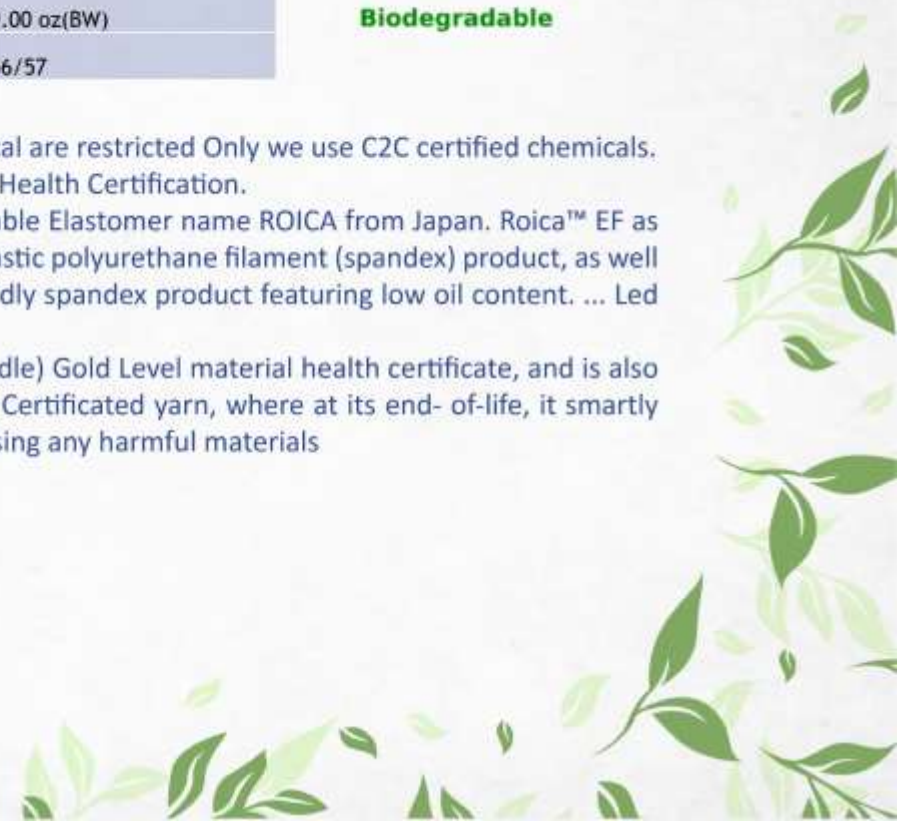 .00 oz(BW)
Biodegradable
6/57
al are restricted Only we use C2C certified chemicals.
Health Certification.
ble Elastomer name ROICA from Japan. Roica™ EF as
astic polyurethane filament (spandex) product, as well
dly spandex product featuring low oil content. ... Led
dle) Gold Level material health certificate, and is also
Certificated yarn, where at its end- of-life, it smartly
sing any harmful materials